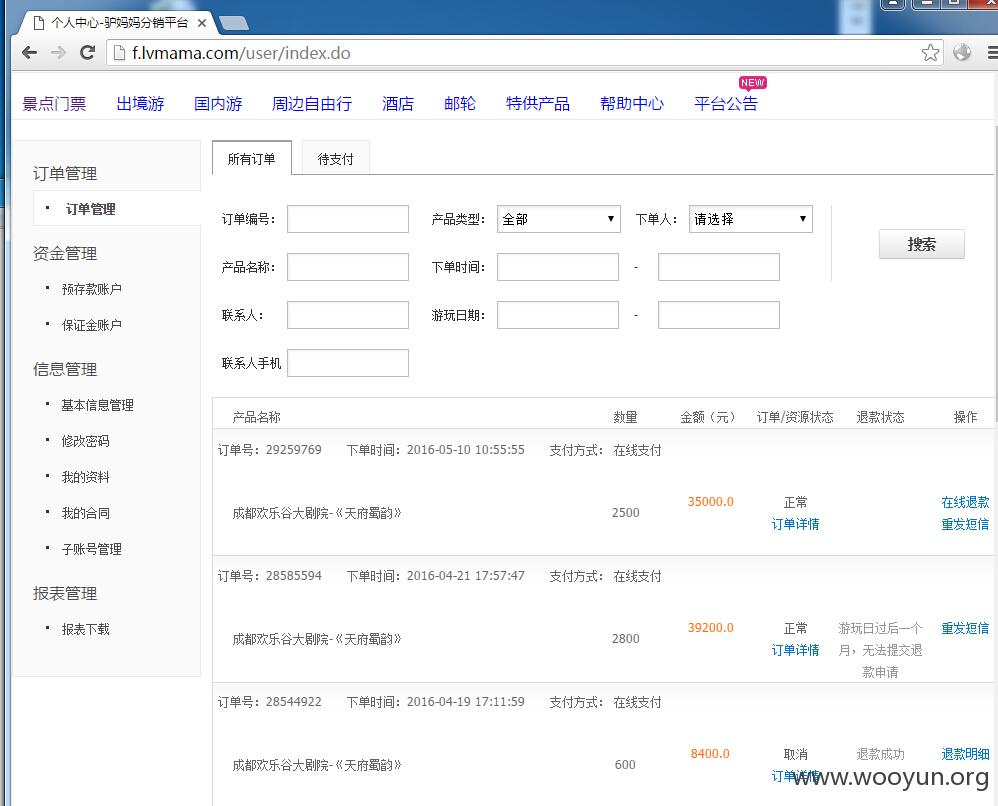 个人中心-驴妈妈分销平台
f.lvmama.com/user/index.do
NEW
景点门票 出境游 国内游 周边自由行 酒店 邮轮 特供产品 帮助中心 平台公告
订单管理
订单管理
资金管理
预存款账户
保证金账户
信息管理
基本信息管理
修改密码
我的资料
我的合同
子账号管理
报表管理
报表下载
所有订单 待支付
订单编号： 产品类型： 全部 下单人： 请选择
搜索
产品名称： 下单时间： -
联系人： 游玩日期： -
联系人手机
产品名称 数量 金额（元） 订单/资源状态 退款状态 操作
订单号：29259769 下单时间：2016-05-10 10:55:55 支付方式： 在线支付
成都欢乐谷大剧院-《天府蜀韵》 2500 35000.0 正常 在线退款
订单详情 重发短信
订单号：28585594 下单时间：2016-04-21 17:57:47 支付方式： 在线支付
成都欢乐谷大剧院-《天府蜀韵》 2800 39200.0 正常 游玩日过后一个 重发短信
订单详情 月，无法提交退
款申请
订单号：28544922 下单时间：2016-04-19 17:11:59 支付方式： 在线支付
成都欢乐谷大剧院-《天府蜀韵》 600 8400.0 取消 退款成功 退款明细
订单详情
www.wooyun.org